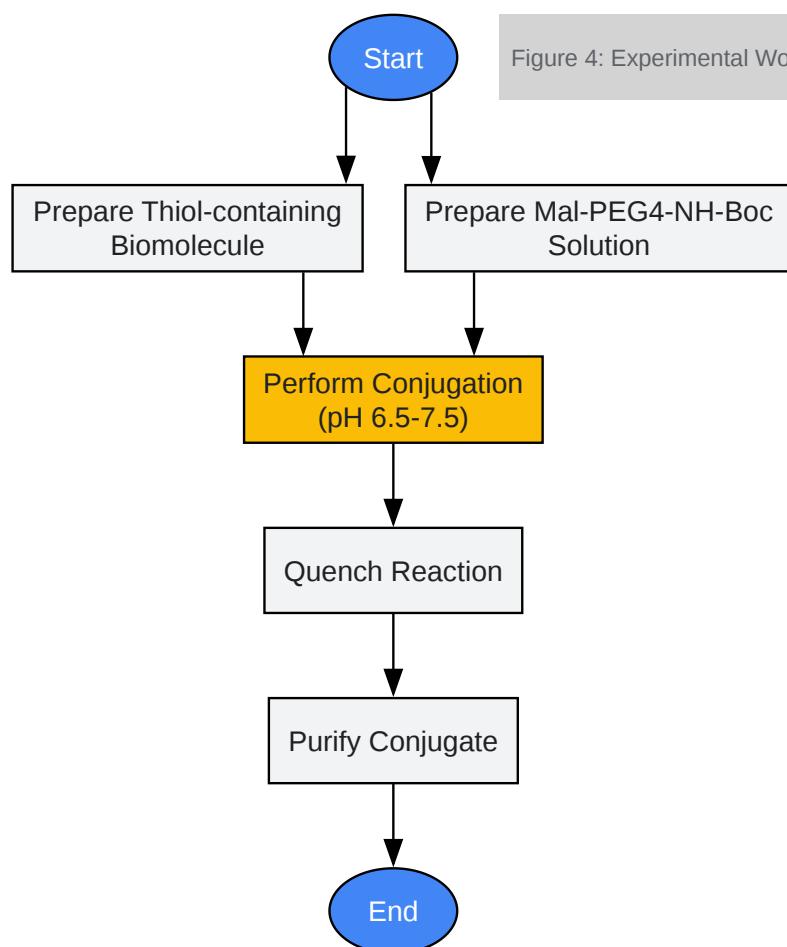 Start
Figure 4: Experimental
Prepare Thiol-containing
Biomolecule
Prepare Mal-PEG4-NH-Boc
Solution
Perform Conjugation
(pH 6.5-7.5)
Quench Reaction
Purify Conjugate
End